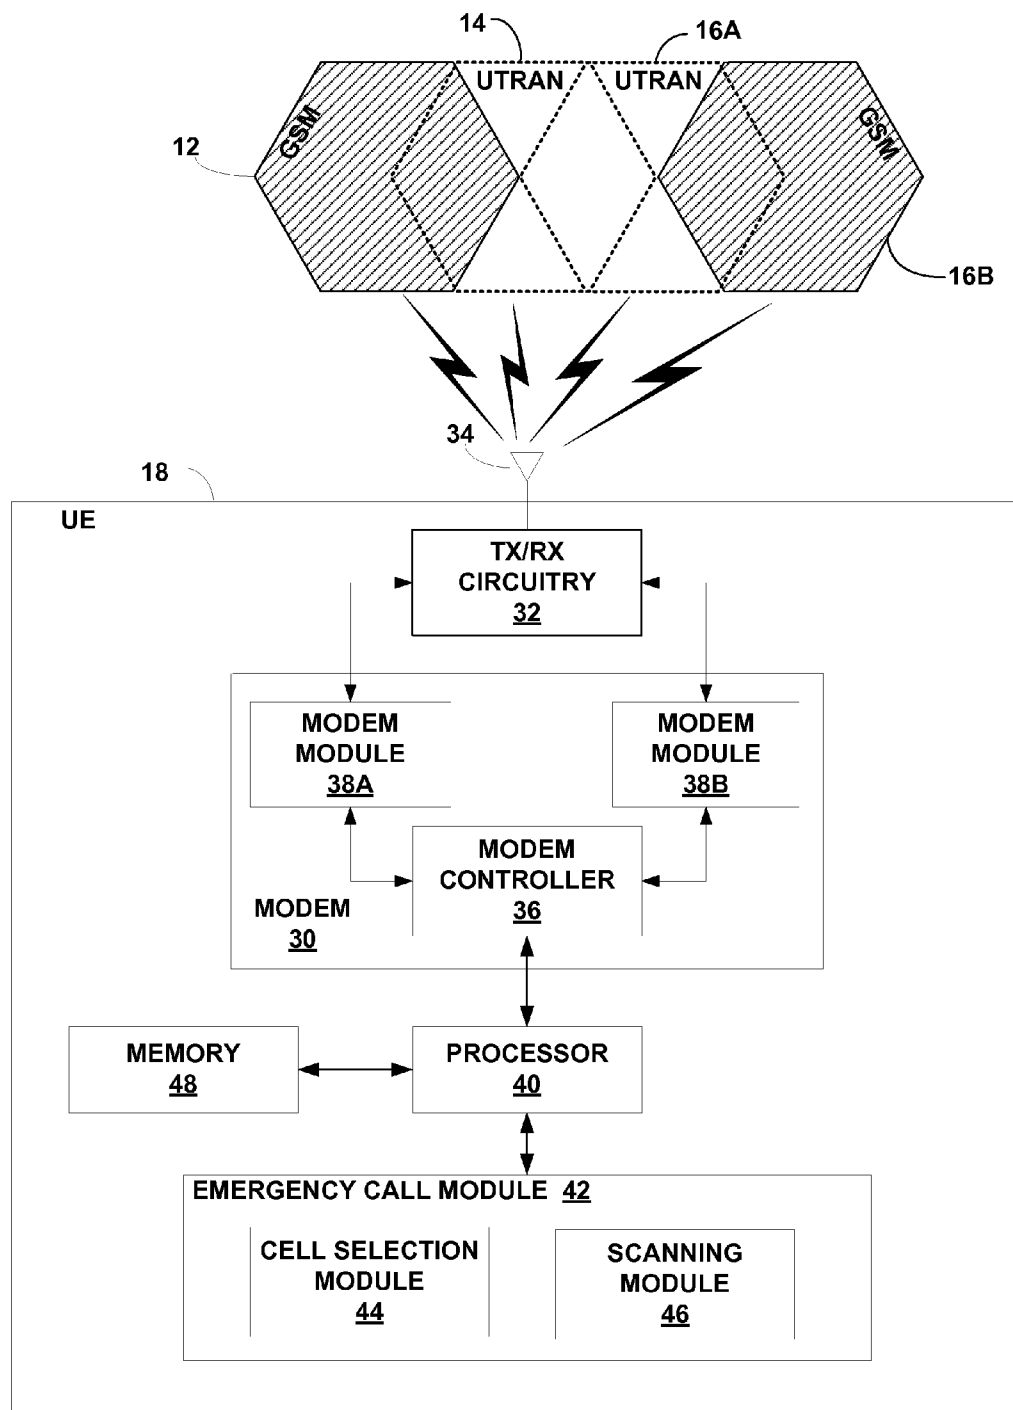 14
16A
UTRAN
UTRAN
GSM
GSM
12
16B
34
18
UE
TX/RX
CIRCUITRY
32
MODEM
MODULE
38A
MODEM
MODULE
38B
MODEM
CONTROLLER
36
MODEM
30
MEMORY
48
PROCESSOR
40
EMERGENCY CALL MODULE 42
CELL SELECTION
MODULE
44
SCANNING
MODULE
46